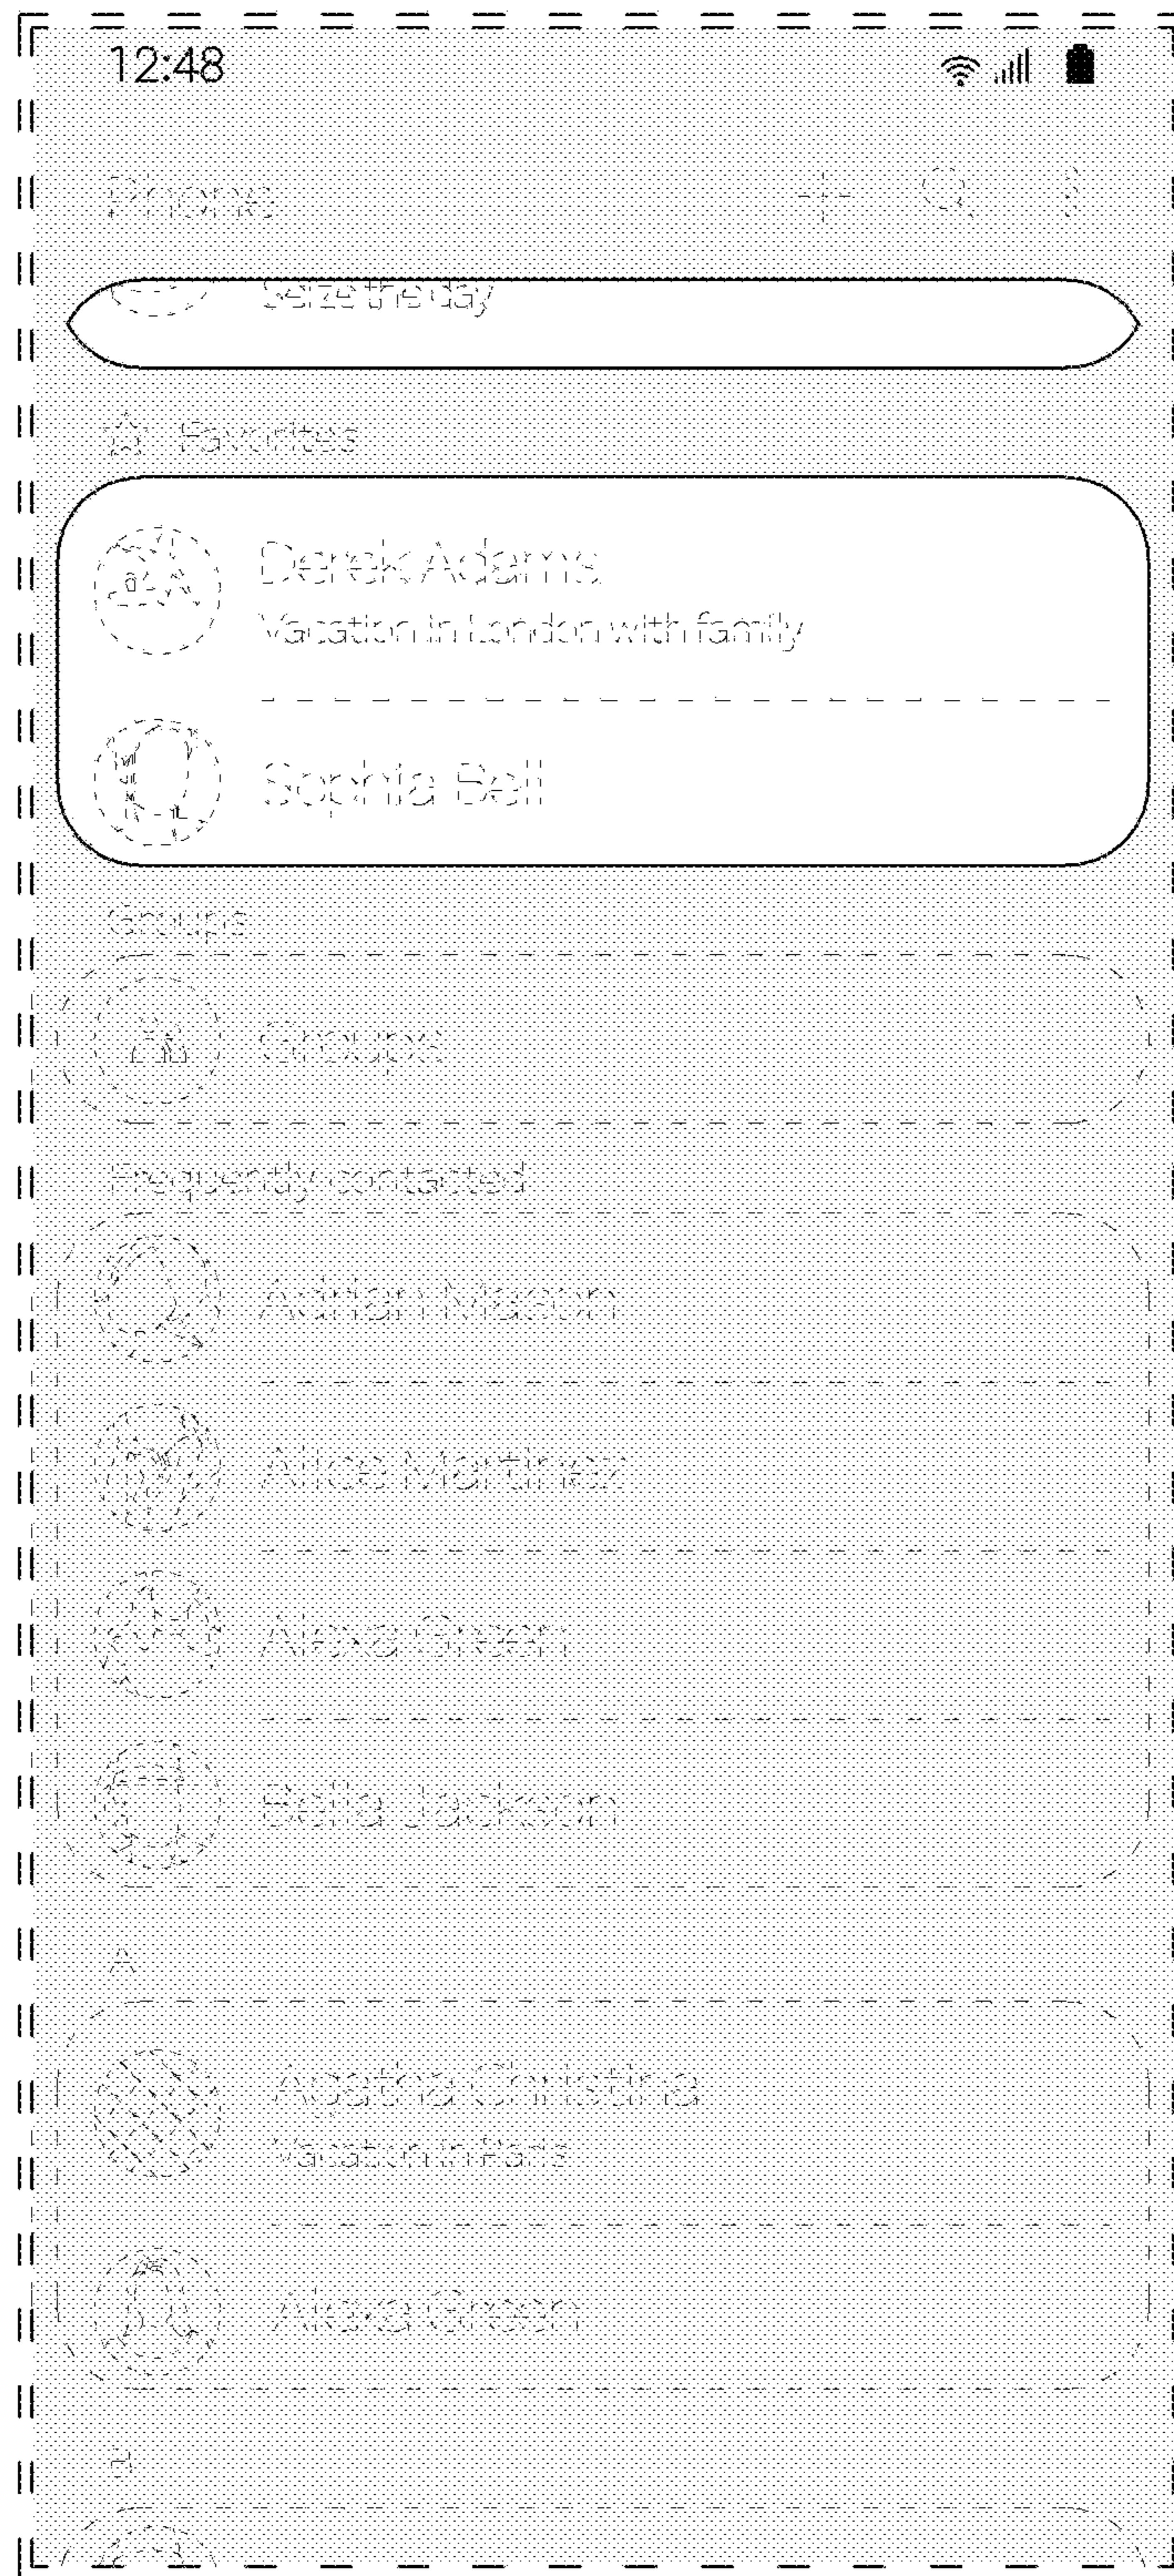 12:48
Phone
Seize the day
Favorites
Derek Adams
Vacation in London with family
Sophia Bell
Groups
Groups
Frequently contacted
Adrian Mason
Alice Martinez
Alexa Green
Bella Jackson
A
Agatha Christina
Vacation in Paris
Alexa Green